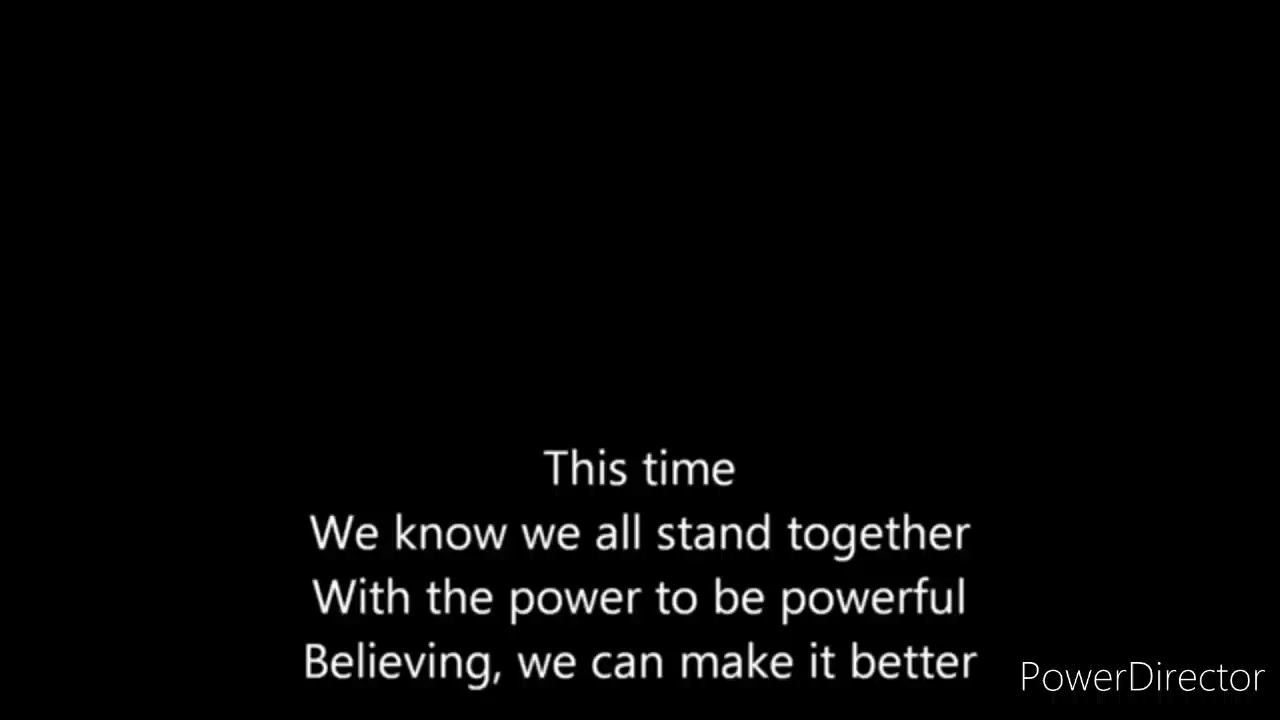 This time
We know we all stand together
With the power to be powerful
Believing, we can make it better
PowerDirector